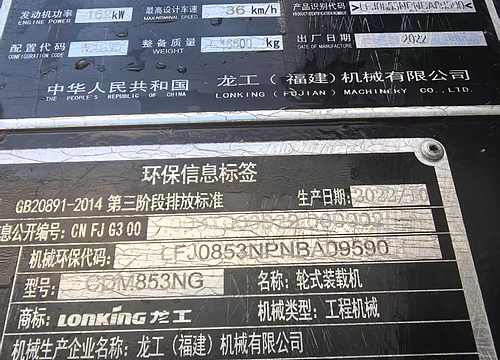 发动机功率 162kW 最高设计车速 36 km/h 产品识别代码
ENGINE POWER MAX(NOMINAL) SPEED PRODUCT IDENTIFICATION CODE
配置代码 整备质量 kg 出厂日期 2022
CONFIGURATION CODE WEIGHT DATE OF MANUFACTURE
中华人民共和国 龙工（福建）机械有限公司
THE PEOPLE'S REPUBLIC OF CHINA LONKING (FUJIAN) MACHINERY CO.,LTD.
环保信息标签
GB20891-2014 第三阶段排放标准 生产日期: 2022
息公开编号: CN FJ G3 00
机械环保代码: LFJ0853NPNBA09590
型号: CDM853NG 名称: 轮式装载机
商标: LONKING 龙工 机械类型: 工程机械
机械生产企业名称: 龙工（福建）机械有限公司